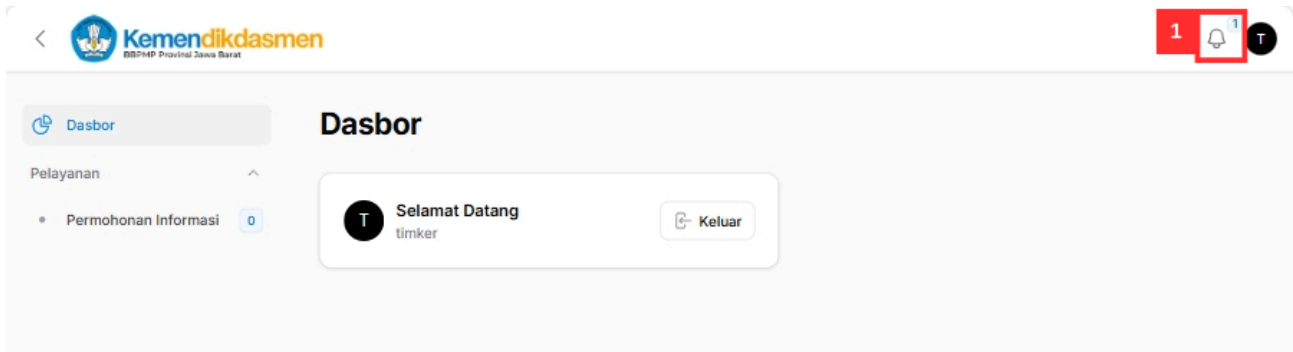 Kemendikdasmen
BBPMP Provinsi Jawa Barat
1
1
T
Dasbor
Pelayanan
Permohonan Informasi 0
Dasbor
T
Selamat Datang
timker
Keluar